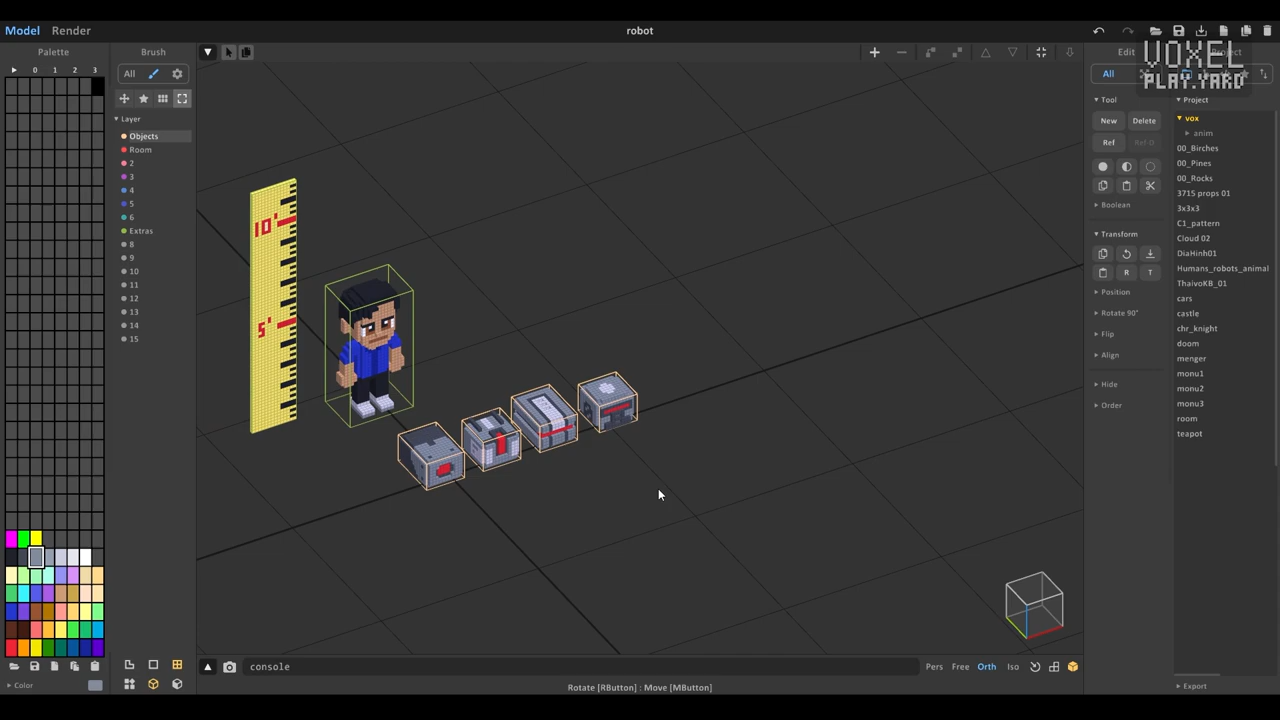 Model Render
robot
Palette
Brush
Edit
Project
VOXEL
PLAY.YARD
0 1 2 3
All
All
Layer
Objects
Room
2
3
4
5
6
Extras
8
9
10
11
12
13
14
15
10'
5'
Tool
New Delete
Ref Ref O
Boolean
Transform
R T
Position
Rotate 90°
Flip
Align
Hide
Order
Project
vox
anim
00_Birches
00_Pines
00_Rocks
3715 props 01
3x3x3
C1_pattern
Cloud 02
DiaHinh01
Humans_robots_animal
ThaivoKB_01
cars
castle
chr_knight
doom
menger
monu1
monu2
monu3
room
teapot
console
Pers Free Orth Iso
Color
Rotate [RButton] : Move [MButton]
Export